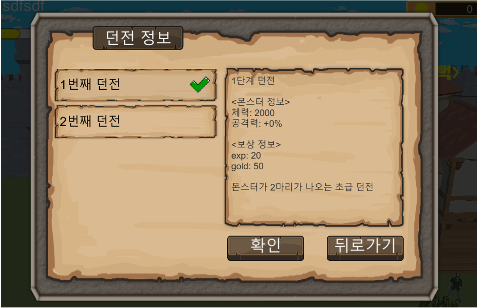 sdfsdf
0
던전 정보
1번째 던전
2번째 던전
1단계 던전
<몬스터 정보>
체력: 2000
공격력: +0%
<보상 정보>
exp: 20
gold: 50
몬스터가 2마리가 나오는 초급 던전
확인
뒤로가기